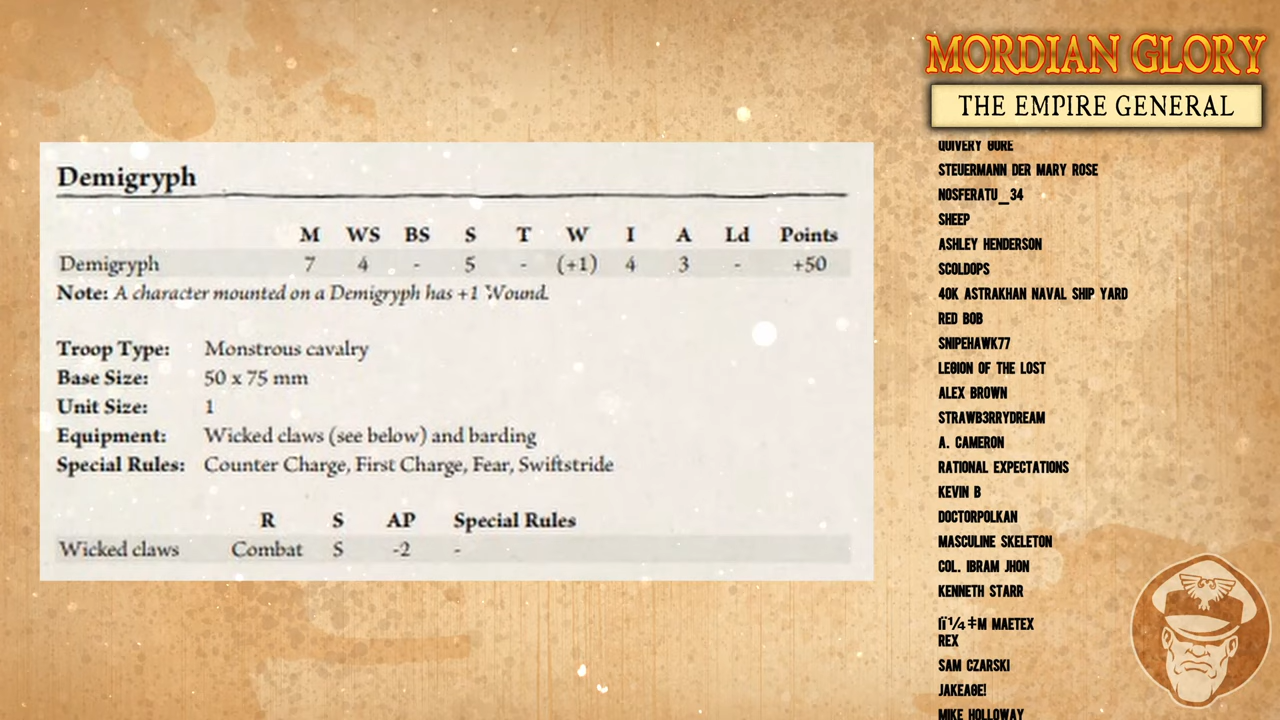 MORDIAN GLORY
THE EMPIRE GENERAL
Demigryph
M WS BS S T W I A Ld Points
Demigryph 7 4 - 5 - (+1) 4 3 - +50
Note: A character mounted on a Demigryph has +1 Wound.
Troop Type: Monstrous cavalry
Base Size: 50 x 75 mm
Unit Size: 1
Equipment: Wicked claws (see below) and barding
Special Rules: Counter Charge, First Charge, Fear, Swiftstride
R S AP Special Rules
Wicked claws Combat S -2 -
QUIVERY GORE
STEUERMANN DER MARY ROSE
NOSFERATU_34
SHEEP
ASHLEY HENDERSON
SCOLDOPS
40K ASTRAKHAN NAVAL SHIP YARD
RED BOB
SNIPEHAWK77
LEGION OF THE LOST
ALEX BROWN
STRAWB3RRYDREAM
A. CAMERON
RATIONAL EXPECTATIONS
KEVIN B
DOCTORPOLKAN
MASCULINE SKELETON
COL. IBRAM JHON
KENNETH STARR
ÏÏ¼‡M MAETEX
REX
SAM CZARSKI
JAKEAGE!
MIKE HOLLOWAY